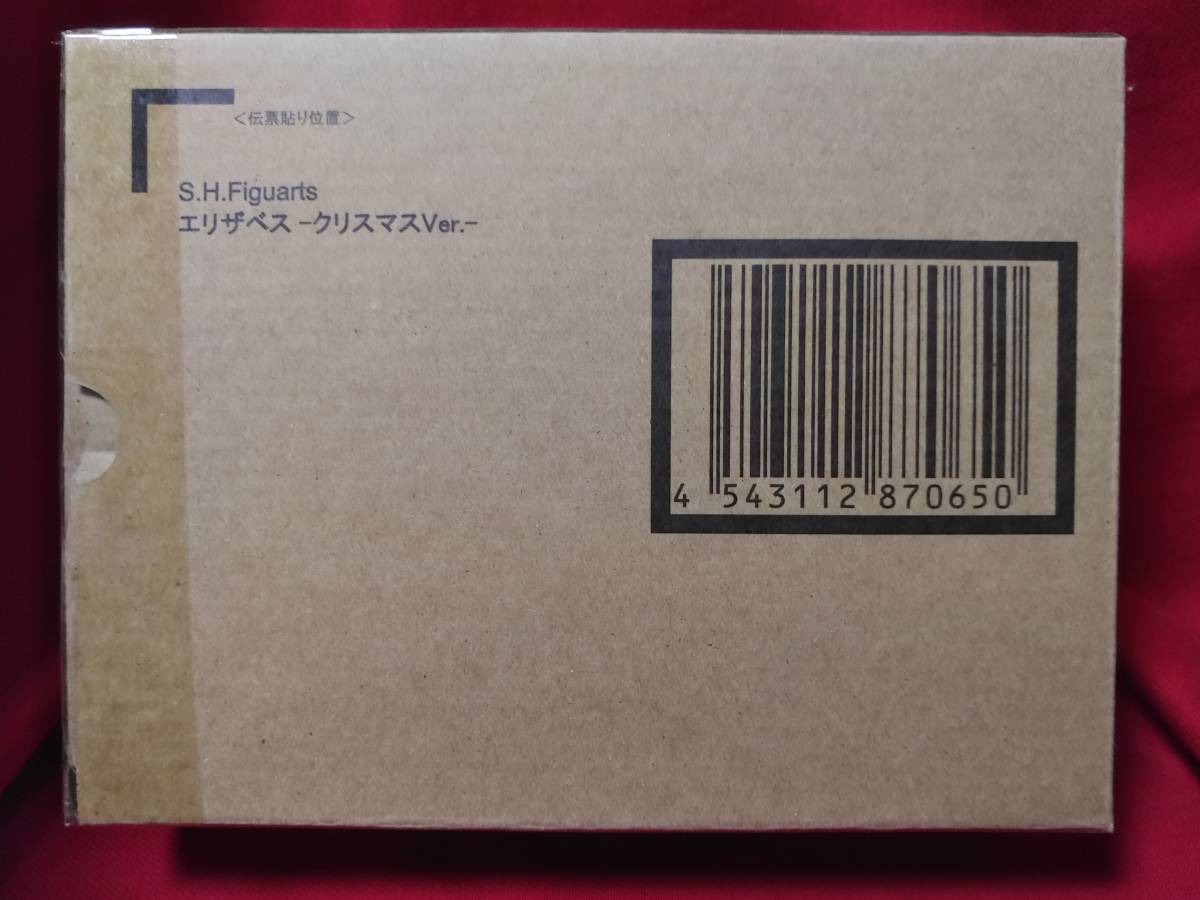 ＜伝票貼り位置＞
S.H.Figuarts
エリザベス -クリスマスVer.-
4 543112 870650